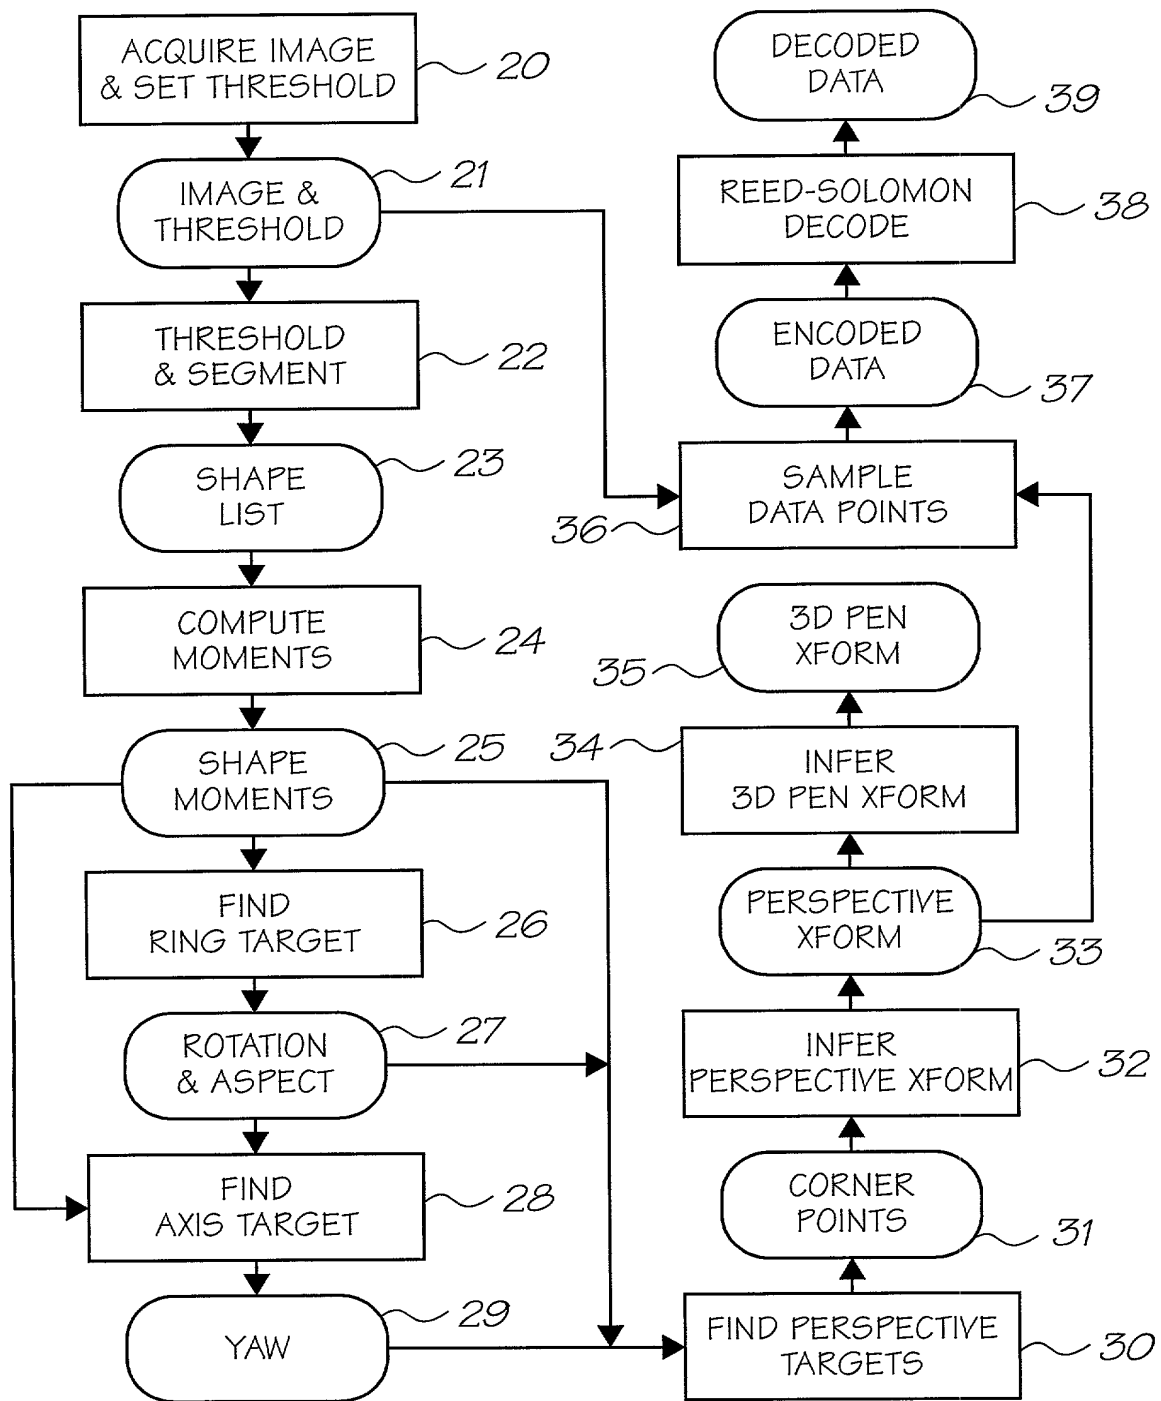 ACQUIRE IMAGE
& SET THRESHOLD
20
IMAGE &
THRESHOLD
21
THRESHOLD
& SEGMENT
22
SHAPE
LIST
23
COMPUTE
MOMENTS
24
SHAPE
MOMENTS
25
FIND
RING TARGET
26
ROTATION
& ASPECT
27
FIND
AXIS TARGET
28
YAW
29
DECODED
DATA
39
REED-SOLOMON
DECODE
38
ENCODED
DATA
37
SAMPLE
DATA POINTS
36
3D PEN
XFORM
35
34
INFER
3D PEN XFORM
PERSPECTIVE
XFORM
33
INFER
PERSPECTIVE XFORM
32
CORNER
POINTS
31
FIND PERSPECTIVE
TARGETS
30